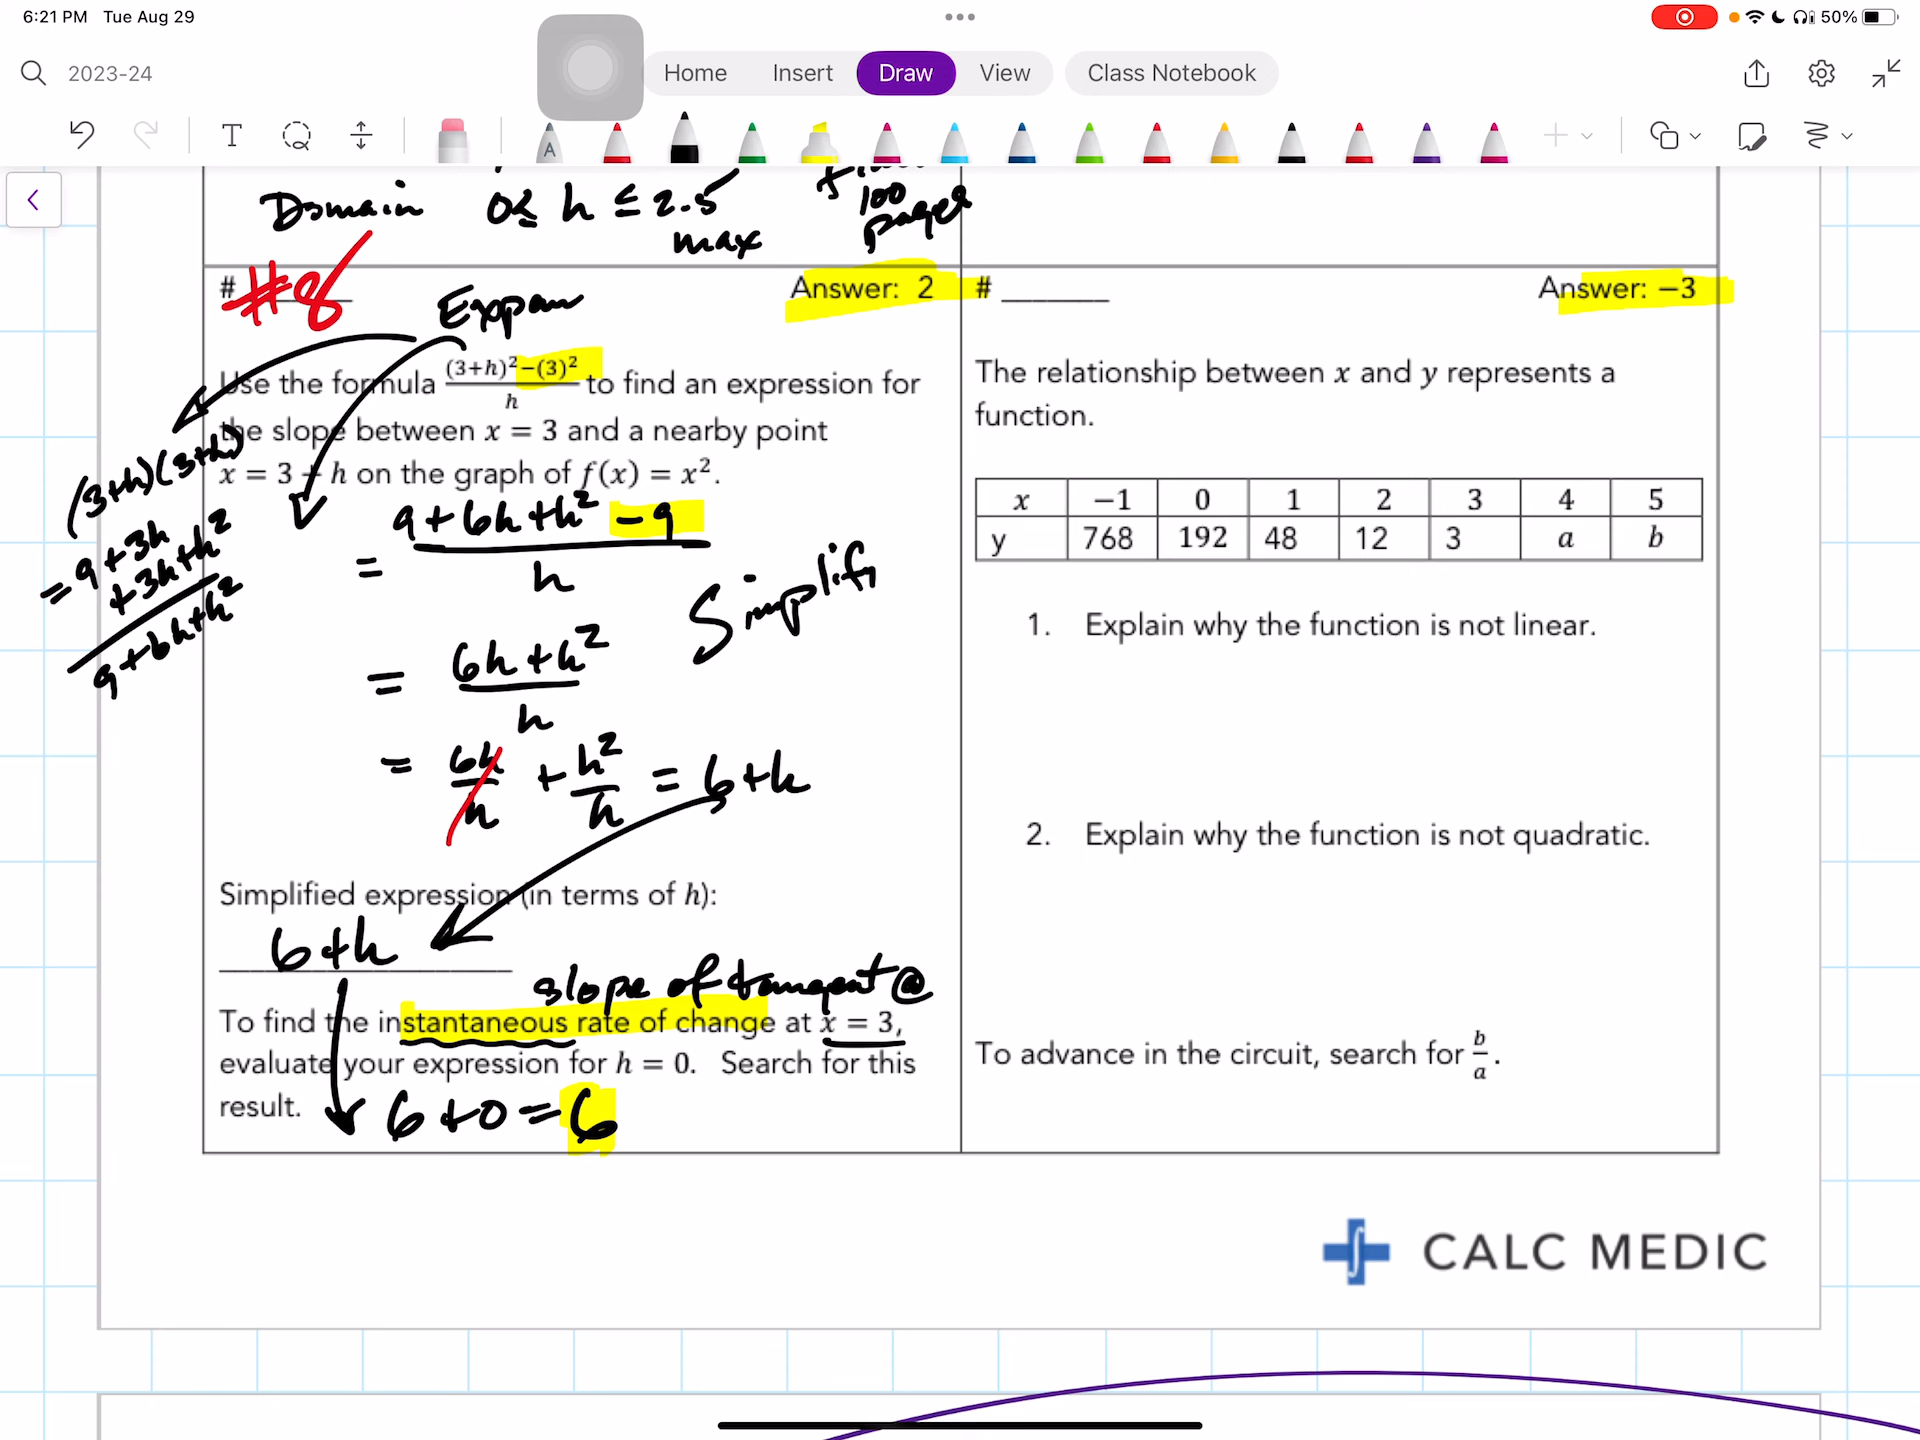 6:21 PM Tue Aug 29
50%
2023-24
Home Insert Draw View Class Notebook
T
A
Domain 0≤ h ≤ 2.5
max
100
pages
# #8 Answer: 2
Expan
Use the formula ((3+h)²−(3)²)/h to find an expression for
the slope between x = 3 and a nearby point
x = 3 + h on the graph of f(x) = x².
(3+h)(3+h)
= 9+3h
+3h+h²
9+6h+h²
= (9+6h+h² −9)/h
Simplify
= (6h+h²)/h
= 6h/h + h²/h = 6+h
Simplified expression (in terms of h):
6+h
slope of tangent @
To find the instantaneous rate of change at x = 3,
evaluate your expression for h = 0. Search for this
result.
6+0=6
# ______ Answer: −3
The relationship between x and y represents a
function.
x −1 0 1 2 3 4 5
y 768 192 48 12 3 a b
1. Explain why the function is not linear.
2. Explain why the function is not quadratic.
To advance in the circuit, search for b/a.
CALC MEDIC